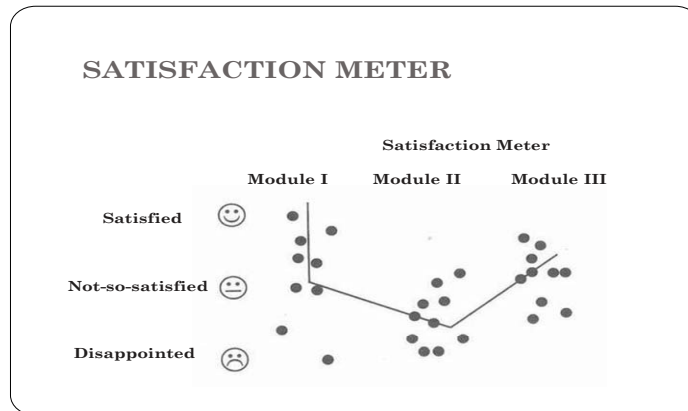 SATISFACTION METER
Satisfaction Meter
Module I Module II Module III
Satisfied
Not-so-satisfied
Disappointed